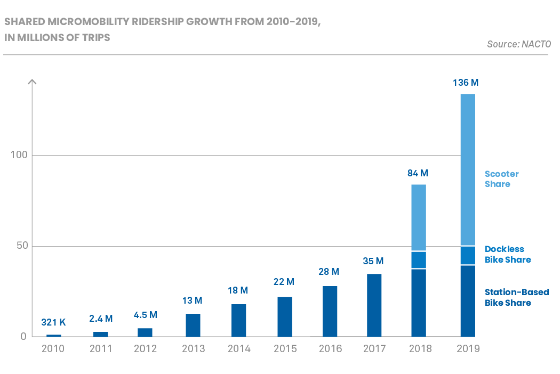 SHARED MICROMOBILITY RIDERSHIP GROWTH FROM 2010-2019,
IN MILLIONS OF TRIPS
Source: NACTO
136 M
100
84 M
Scooter
Share
50
Dockless
Bike Share
35 M
28 M
22 M
18 M
13 M
4.5 M
2.4 M
321 K
Station-Based
Bike Share
0
2010 2011 2012 2013 2014 2015 2016 2017 2018 2019